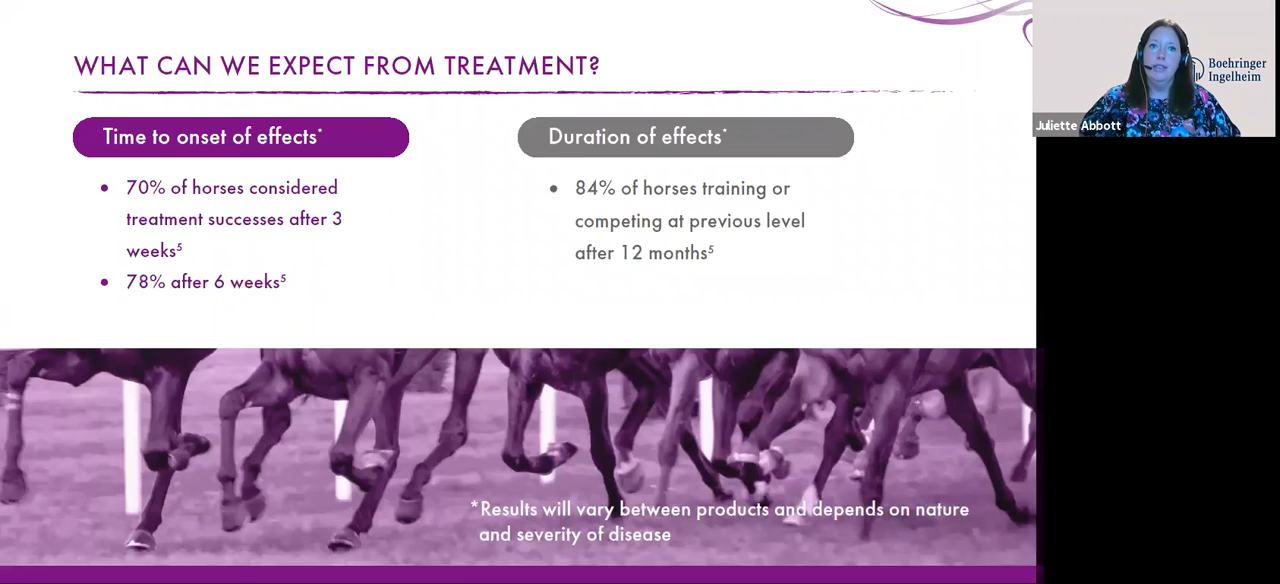 WHAT CAN WE EXPECT FROM TREATMENT?
Time to onset of effects*
• 70% of horses considered
treatment successes after 3
weeks⁵
• 78% after 6 weeks⁵
Duration of effects*
• 84% of horses training or
competing at previous level
after 12 months⁵
*Results will vary between products and depends on nature
and severity of disease
Boehringer
Ingelheim
Juliette Abbott